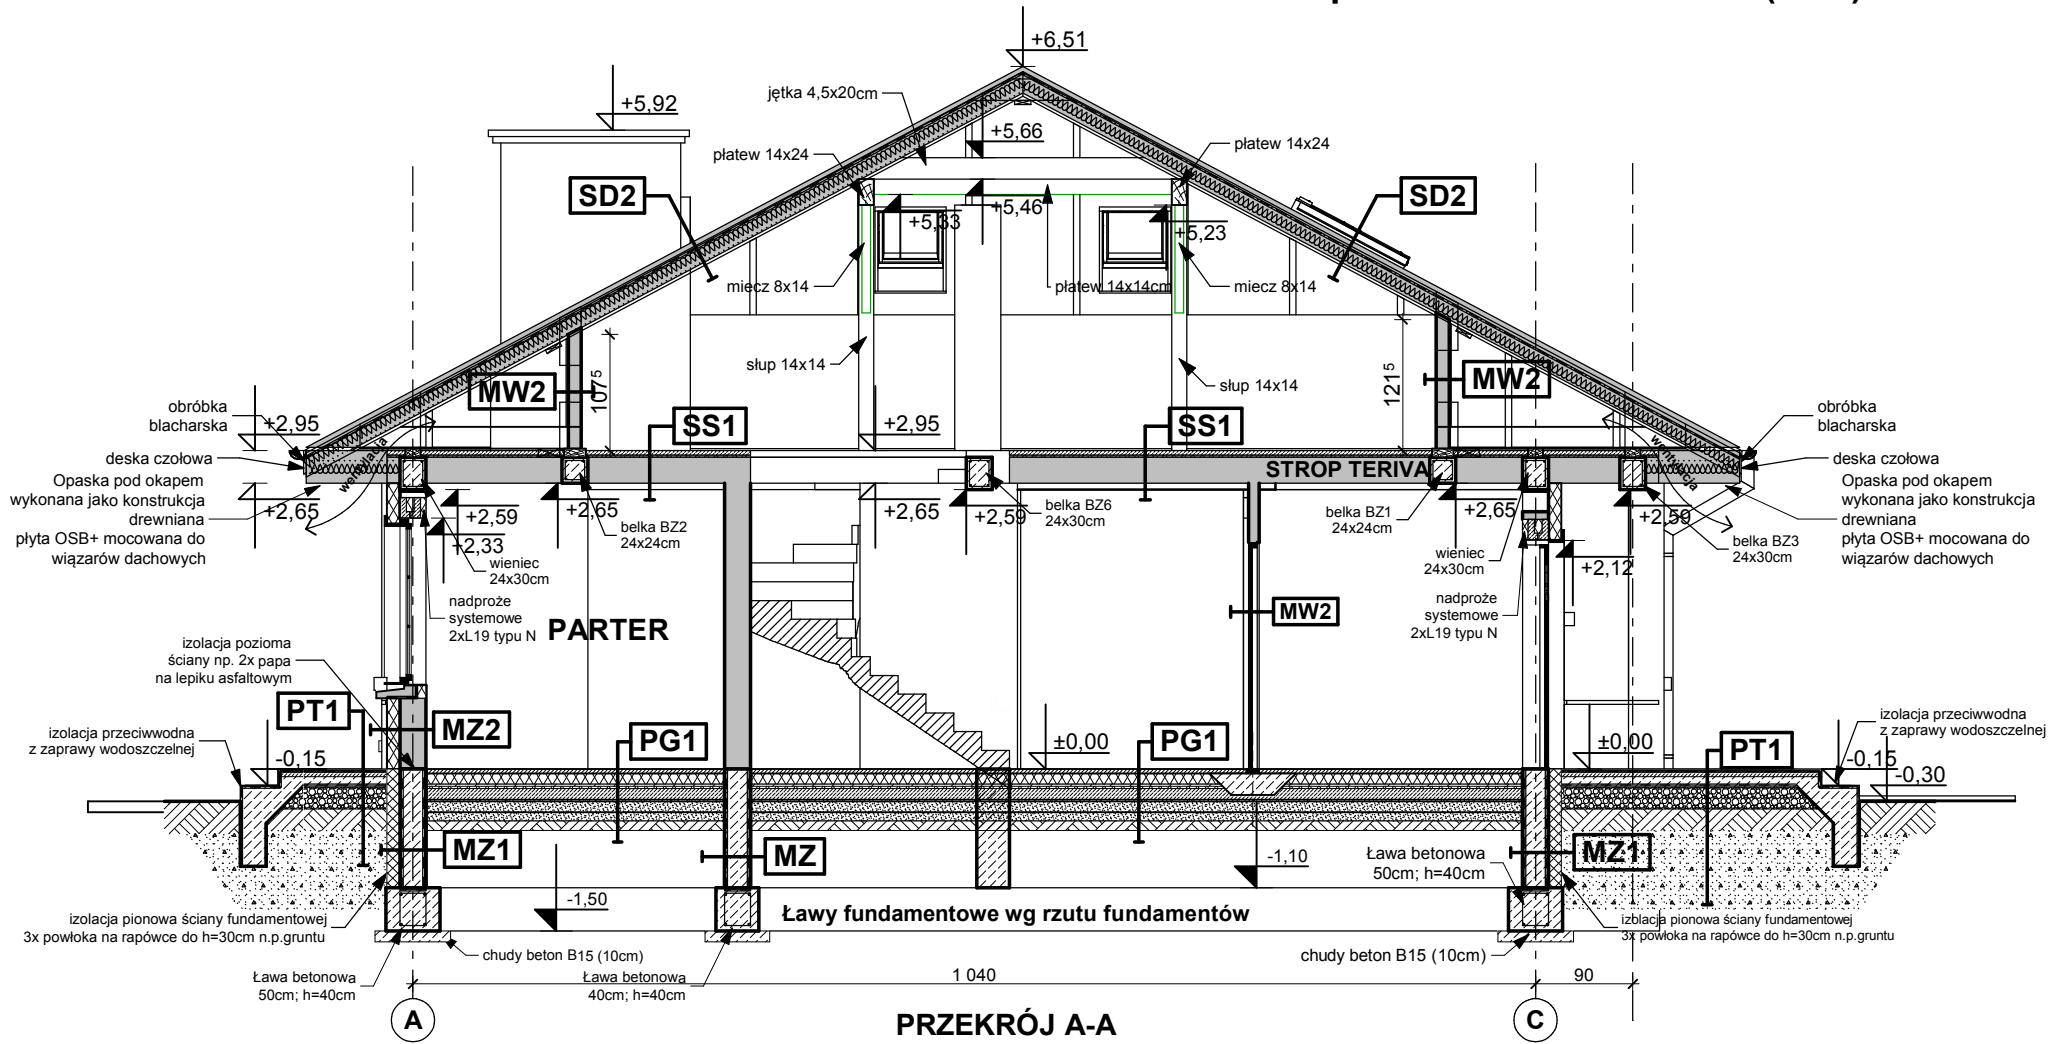 +6,51
+5,92
jętka 4,5x20cm
+5,66
płatew 14x24
płatew 14x24
SD2
SD2
+5,46
+5,33
+5,23
miecz 8x14
płatew 14x14cm
miecz 8x14
słup 14x14
słup 14x14
107⁵
121⁵
MW2
MW2
obróbka
blacharska
+2,95
SS1
+2,95
SS1
obróbka
blacharska
deska czołowa
wentylacja
STROP TERIVA
wentylacja
deska czołowa
Opaska pod okapem
wykonana jako konstrukcja
drewniana
płyta OSB+ mocowana do
wiązarów dachowych
+2,65
+2,59
+2,33
+2,65
belka BZ2
24x24cm
+2,65
+2,59
belka BZ6
24x30cm
belka BZ1
24x24cm
+2,65
+2,59
+2,12
belka BZ3
24x30cm
Opaska pod okapem
wykonana jako konstrukcja
drewniana
płyta OSB+ mocowana do
wiązarów dachowych
wieniec
24x30cm
wieniec
24x30cm
nadproże
systemowe
2xL19 typu N
PARTER
MW2
nadproże
systemowe
2xL19 typu N
izolacja pozioma
ściany np. 2x papa
na lepiku asfaltowym
PT1
MZ2
PG1
±0,00
PG1
±0,00
PT1
izolacja przeciwwodna
z zaprawy wodoszczelnej
izolacja przeciwwodna
z zaprawy wodoszczelnej
-0,15
-0,15
-0,30
MZ1
MZ
-1,10
Ława betonowa
50cm; h=40cm
MZ1
-1,50
Ławy fundamentowe wg rzutu fundamentów
izolacja pionowa ściany fundamentowej
3x powłoka na rapówce do h=30cm n.p.gruntu
izolacja pionowa ściany fundamentowej
3x powłoka na rapówce do h=30cm n.p.gruntu
chudy beton B15 (10cm)
chudy beton B15 (10cm)
Ława betonowa
50cm; h=40cm
Ława betonowa
40cm; h=40cm
1 040
90
A
PRZEKRÓJ A-A
C